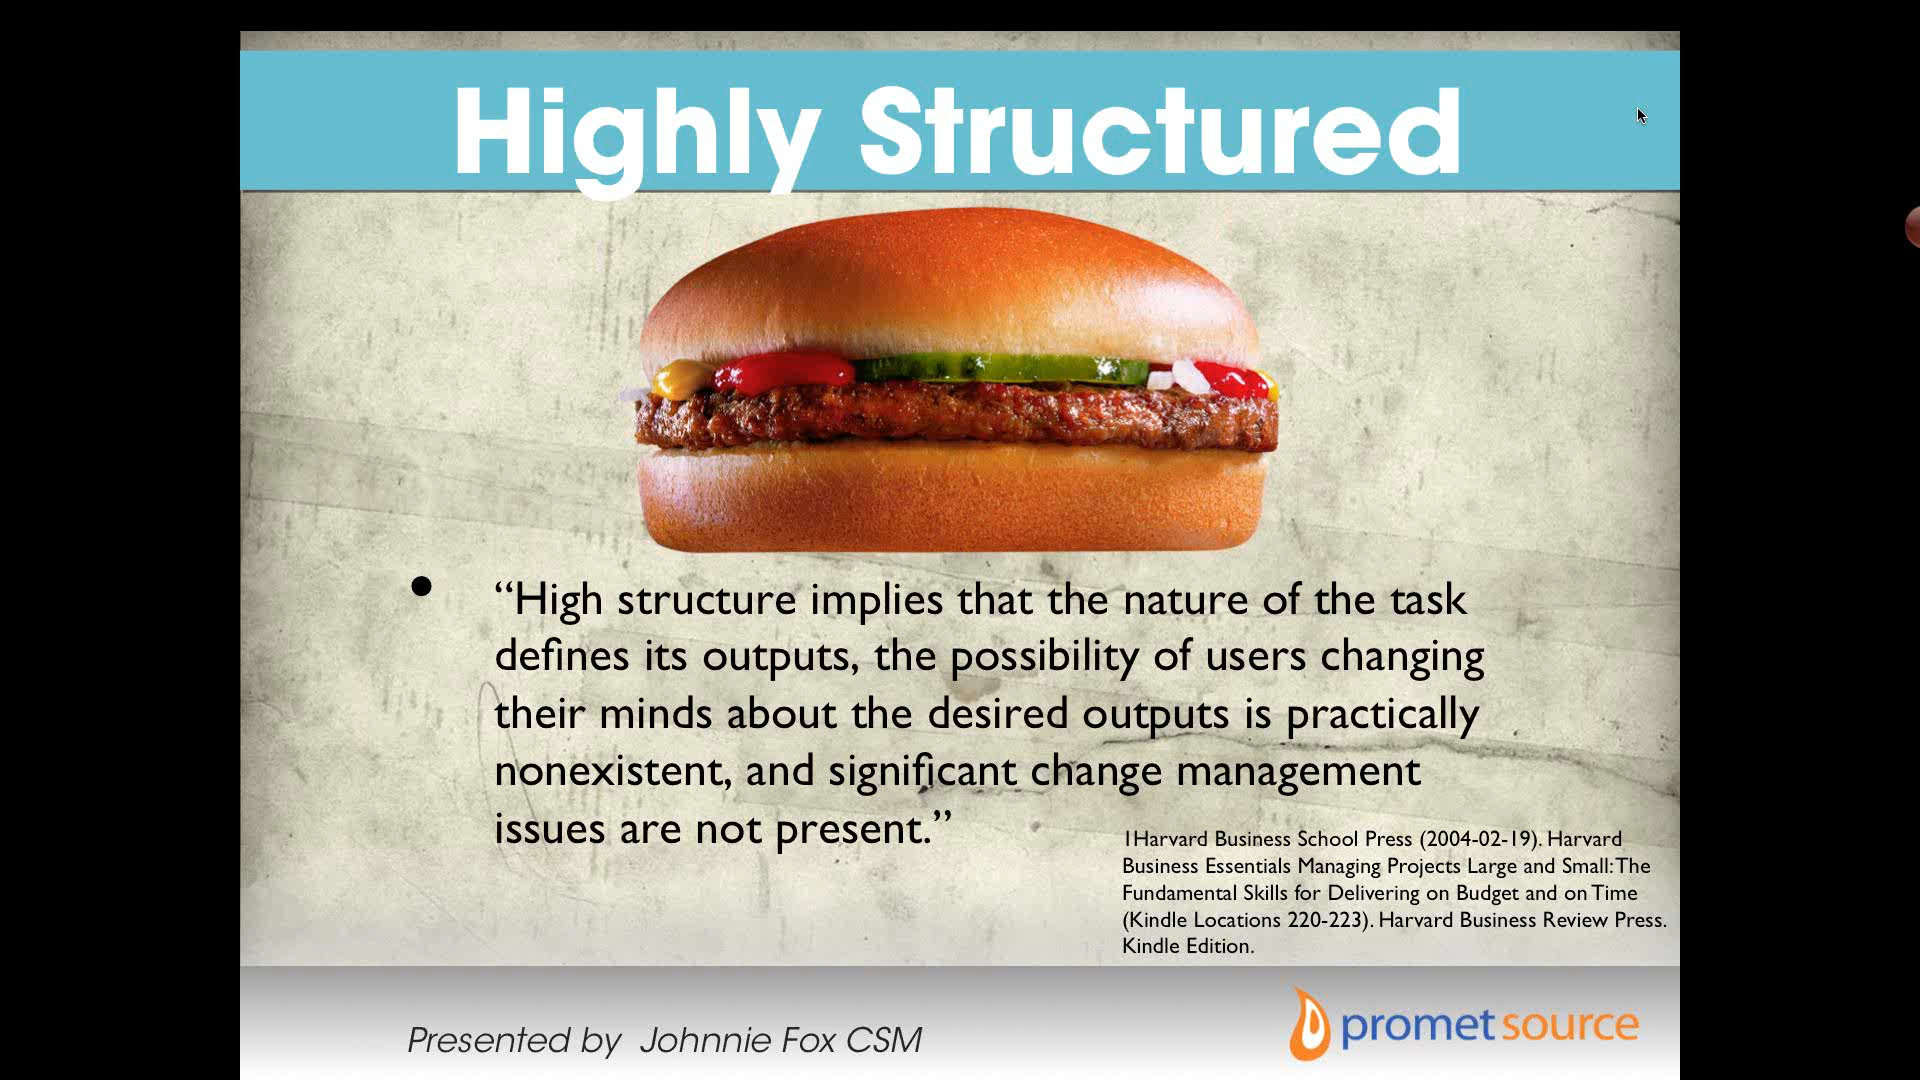 Highly Structured
• “High structure implies that the nature of the task
defines its outputs, the possibility of users changing
their minds about the desired outputs is practically
nonexistent, and significant change management
issues are not present.”
1Harvard Business School Press (2004-02-19). Harvard
Business Essentials Managing Projects Large and Small: The
Fundamental Skills for Delivering on Budget and on Time
(Kindle Locations 220-223). Harvard Business Review Press.
Kindle Edition.
Presented by Johnnie Fox CSM
promet source